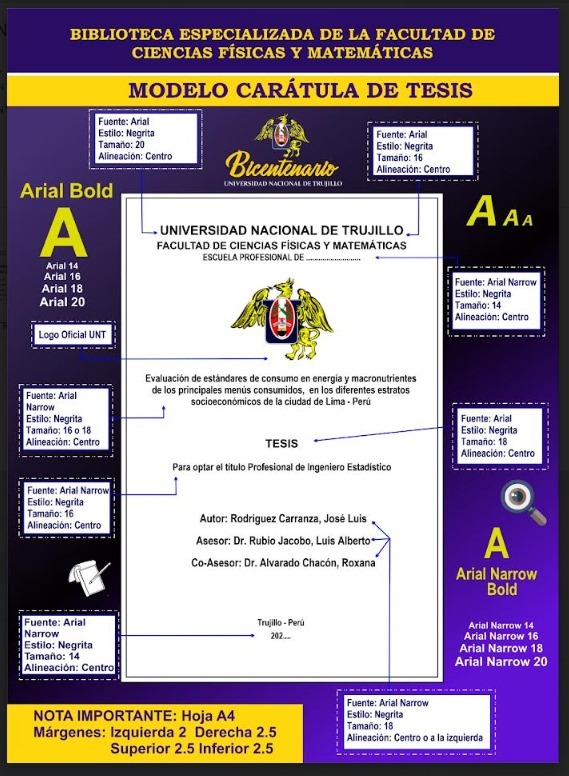 BIBLIOTECA ESPECIALIZADA DE LA FACULTAD DE
CIENCIAS FÍSICAS Y MATEMÁTICAS
MODELO CARÁTULA DE TESIS
Fuente: Arial
Estilo: Negrita
Tamaño: 20
Alineación: Centro
Bicentenario
UNIVERSIDAD NACIONAL DE TRUJILLO
Fuente: Arial
Estilo: Negrita
Tamaño: 16
Alineación: Centro
Arial Bold
A
Arial 14
Arial 16
Arial 18
Arial 20
A A A
UNIVERSIDAD NACIONAL DE TRUJILLO
FACULTAD DE CIENCIAS FÍSICAS Y MATEMÁTICAS
ESCUELA PROFESIONAL DE ..........................
Fuente: Arial Narrow
Estilo: Negrita
Tamaño: 14
Alineación: Centro
Logo Oficial UNT
Evaluación de estándares de consumo en energía y macronutrientes
de los principales menús consumidos, en los diferentes estratos
socioeconómicos de la ciudad de Lima - Perú
Fuente: Arial
Narrow
Estilo: Negrita
Tamaño: 16 o 18
Alineación: Centro
TESIS
Fuente: Arial
Estilo: Negrita
Tamaño: 18
Alineación: Centro
Para optar el título Profesional de Ingeniero Estadístico
Fuente: Arial Narrow
Estilo: Negrita
Tamaño: 16
Alineación: Centro
Autor: Rodríguez Carranza, José Luis
Asesor: Dr. Rubio Jacobo, Luis Alberto
Co-Asesor: Dr. Alvarado Chacón, Roxana
A
Arial Narrow
Bold
Arial Narrow 14
Arial Narrow 16
Arial Narrow 18
Arial Narrow 20
Trujillo - Perú
202....
Fuente: Arial
Narrow
Estilo: Negrita
Tamaño: 14
Alineación: Centro
Fuente: Arial Narrow
Estilo: Negrita
Tamaño: 18
Alineación: Centro o a la izquierda
NOTA IMPORTANTE: Hoja A4
Márgenes: Izquierda 2 Derecha 2.5
Superior 2.5 Inferior 2.5